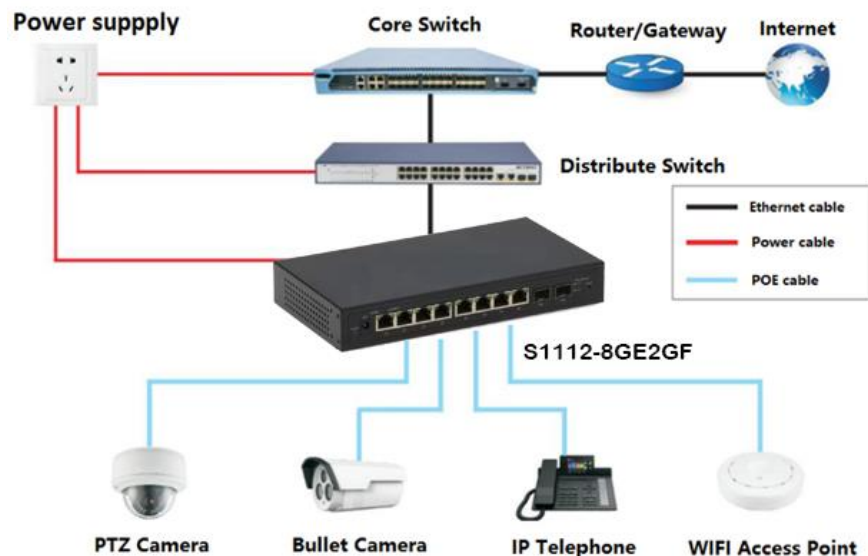 Power suppply
Core Switch
Router/Gateway
Internet
Distribute Switch
Ethernet cable
Power cable
POE cable
S1112-8GE2GF
PTZ Camera
Bullet Camera
IP Telephone
WIFI Access Point